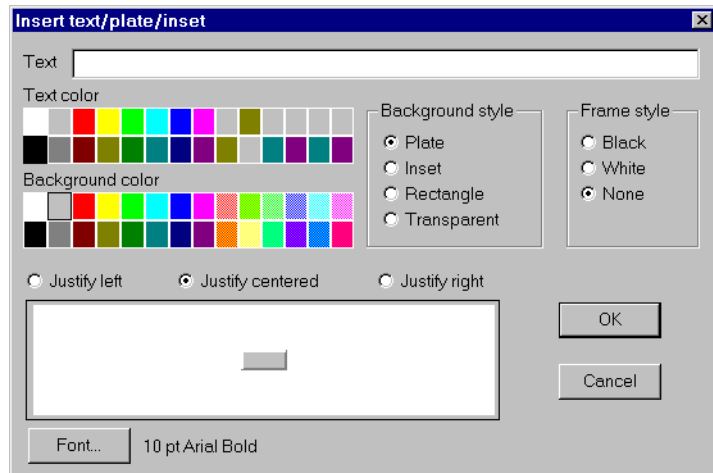 Insert text/plate/inset
Text
Text color
Background color
Background style
Plate
Inset
Rectangle
Transparent
Frame style
Black
White
None
Justify left
Justify centered
Justify right
OK
Cancel
Font...
10 pt Arial Bold